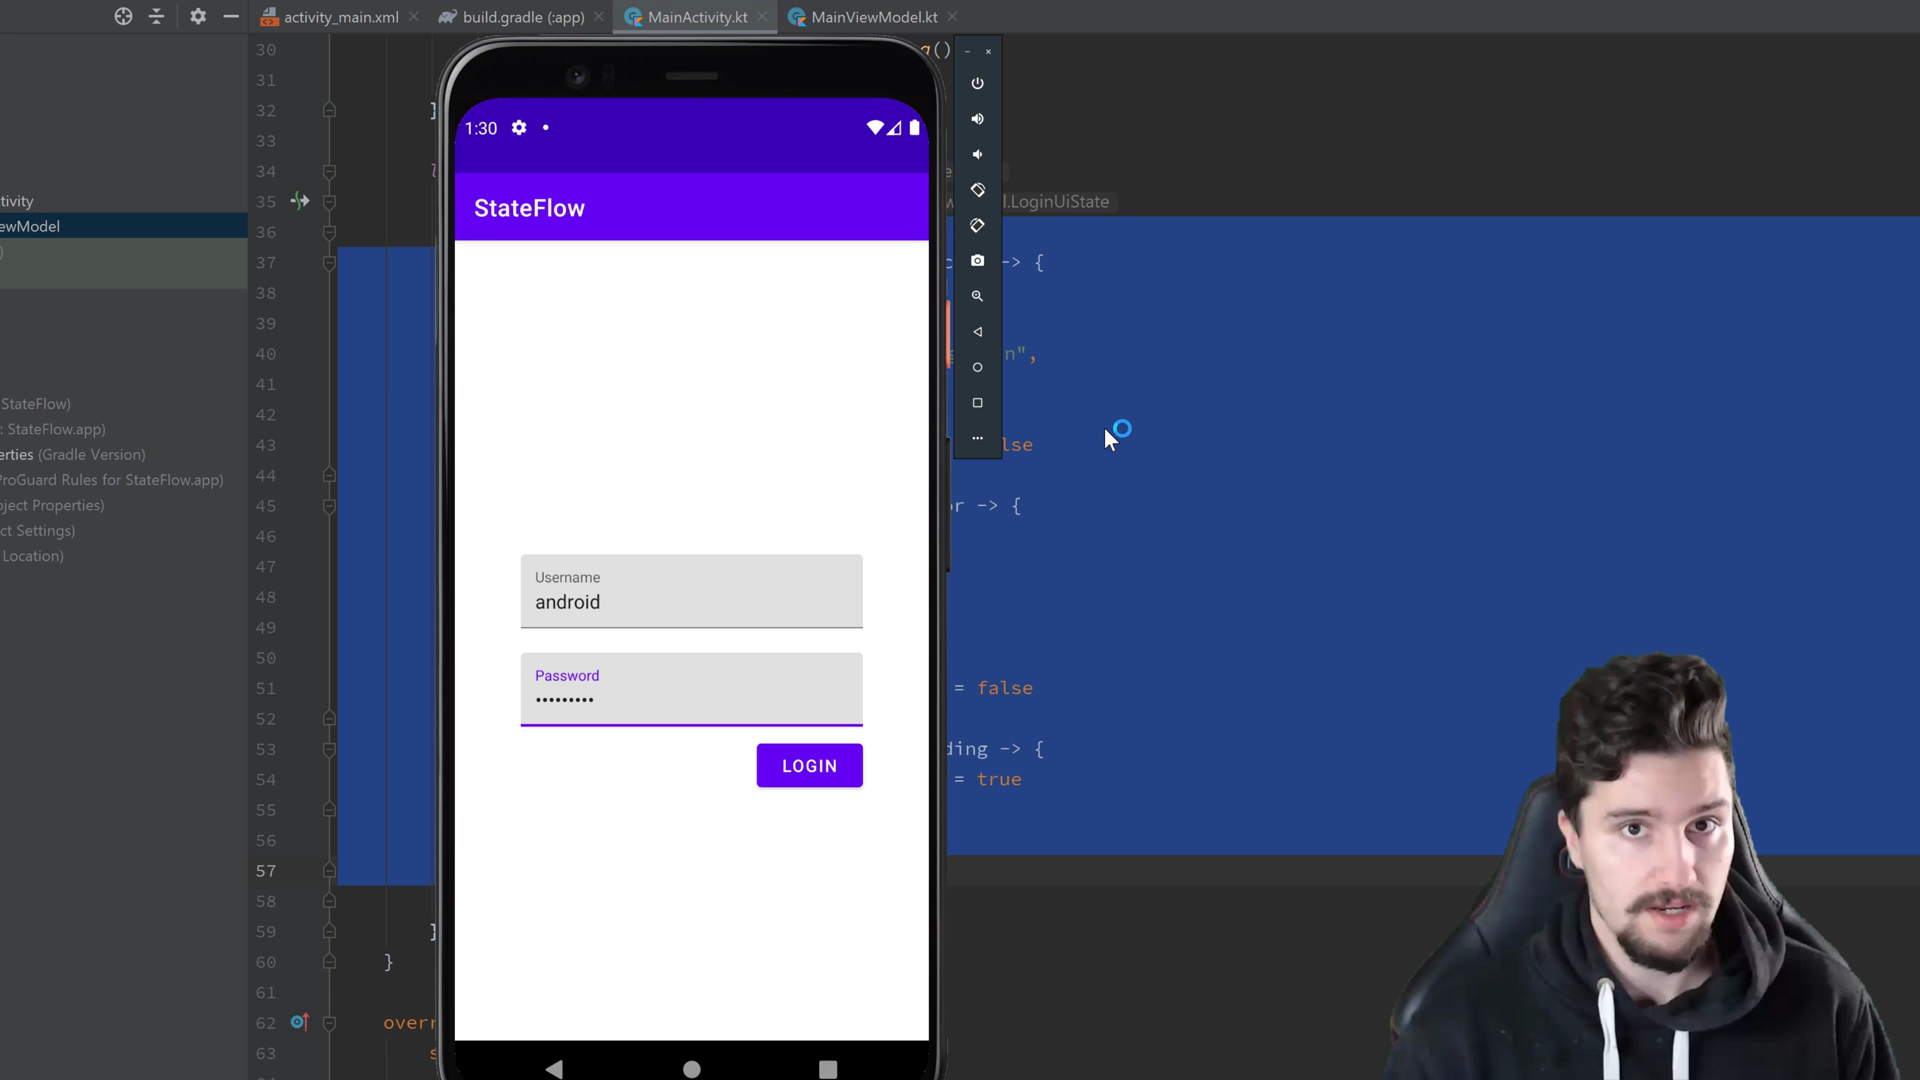 activity_main.xml
build.gradle (:app)
MainActivity.kt
MainViewModel.kt
30
()
31
32
]
33
34
35
.LoginUiState
36
37
-> {
38
39
40
n",
41
42
43
lse
44
45
or -> {
46
47
48
49
50
51
= false
52
53
ding -> {
54
= true
55
56
57
58
59
]
60
}
61
62
overr
63
s
tivity
ewModel
)
StateFlow)
: StateFlow.app)
erties (Gradle Version)
ProGuard Rules for StateFlow.app)
ject Properties)
ct Settings)
Location)
1:30
StateFlow
Username
android
Password
•••••••••
LOGIN